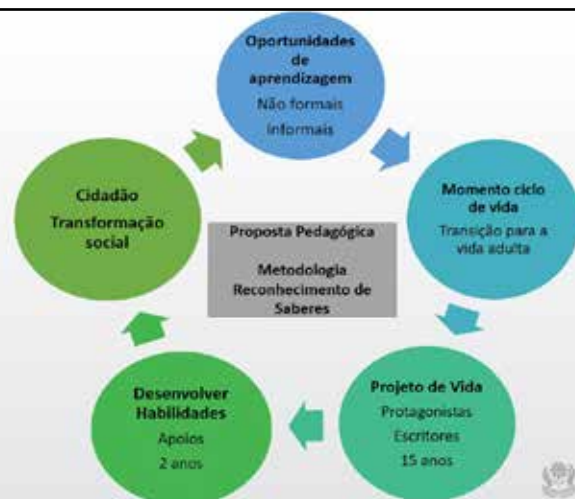 Oportunidades
de
aprendizagem
Não formais
Informais
Momento ciclo
de vida
Transição para a
vida adulta
Projeto de Vida
Protagonistas
Escritores
15 anos
Desenvolver
Habilidades
Apoios
2 anos
Cidadão
Transformação
social
Proposta Pedagógica
Metodologia
Reconhecimento de
Saberes